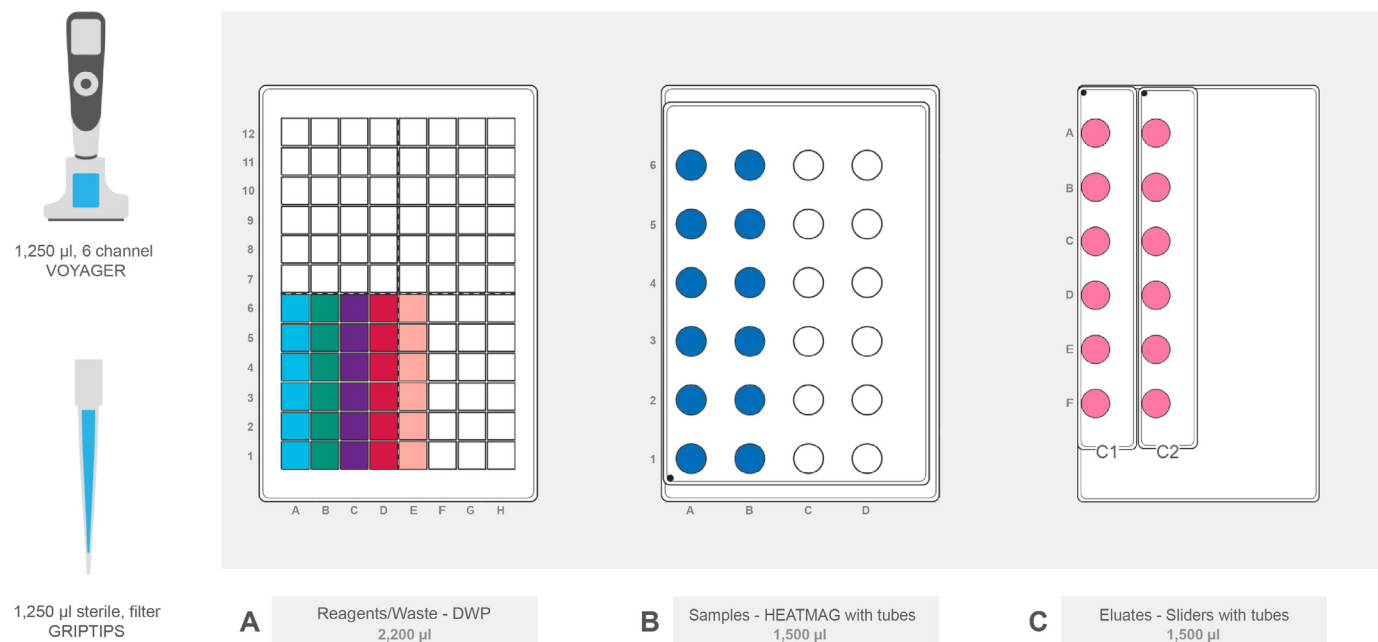 1,250 µl, 6 channel
VOYAGER
1,250 µl sterile, filter
GRIPTIPS
12
11
10
9
8
7
6
5
4
3
2
1
A B C D E F G H
6
5
4
3
2
1
A B C D
A
B
C
D
E
F
C1 C2
A Reagents/Waste - DWP
2,200 µl
B Samples - HEATMAG with tubes
1,500 µl
C Eluates - Sliders with tubes
1,500 µl